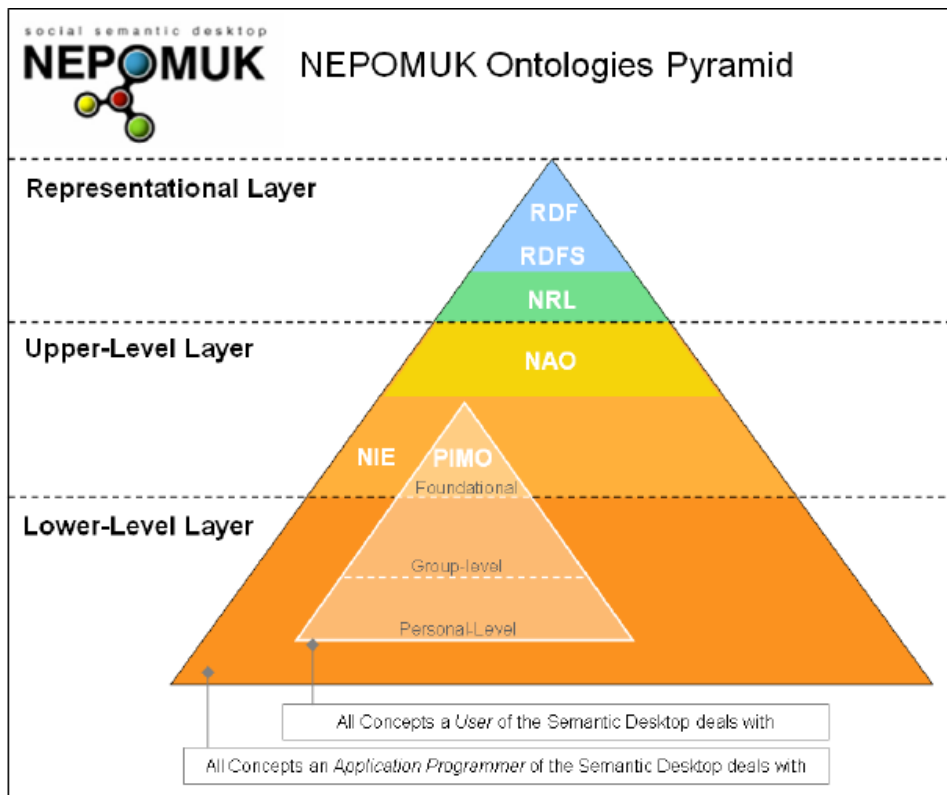 social semantic desktop
NEPOMUK
NEPOMUK Ontologies Pyramid
Representational Layer
RDF
RDFS
NRL
Upper-Level Layer
NAO
NIE
PIMO
Foundational
Lower-Level Layer
Group-level
Personal-Level
All Concepts a User of the Semantic Desktop deals with
All Concepts an Application Programmer of the Semantic Desktop deals with